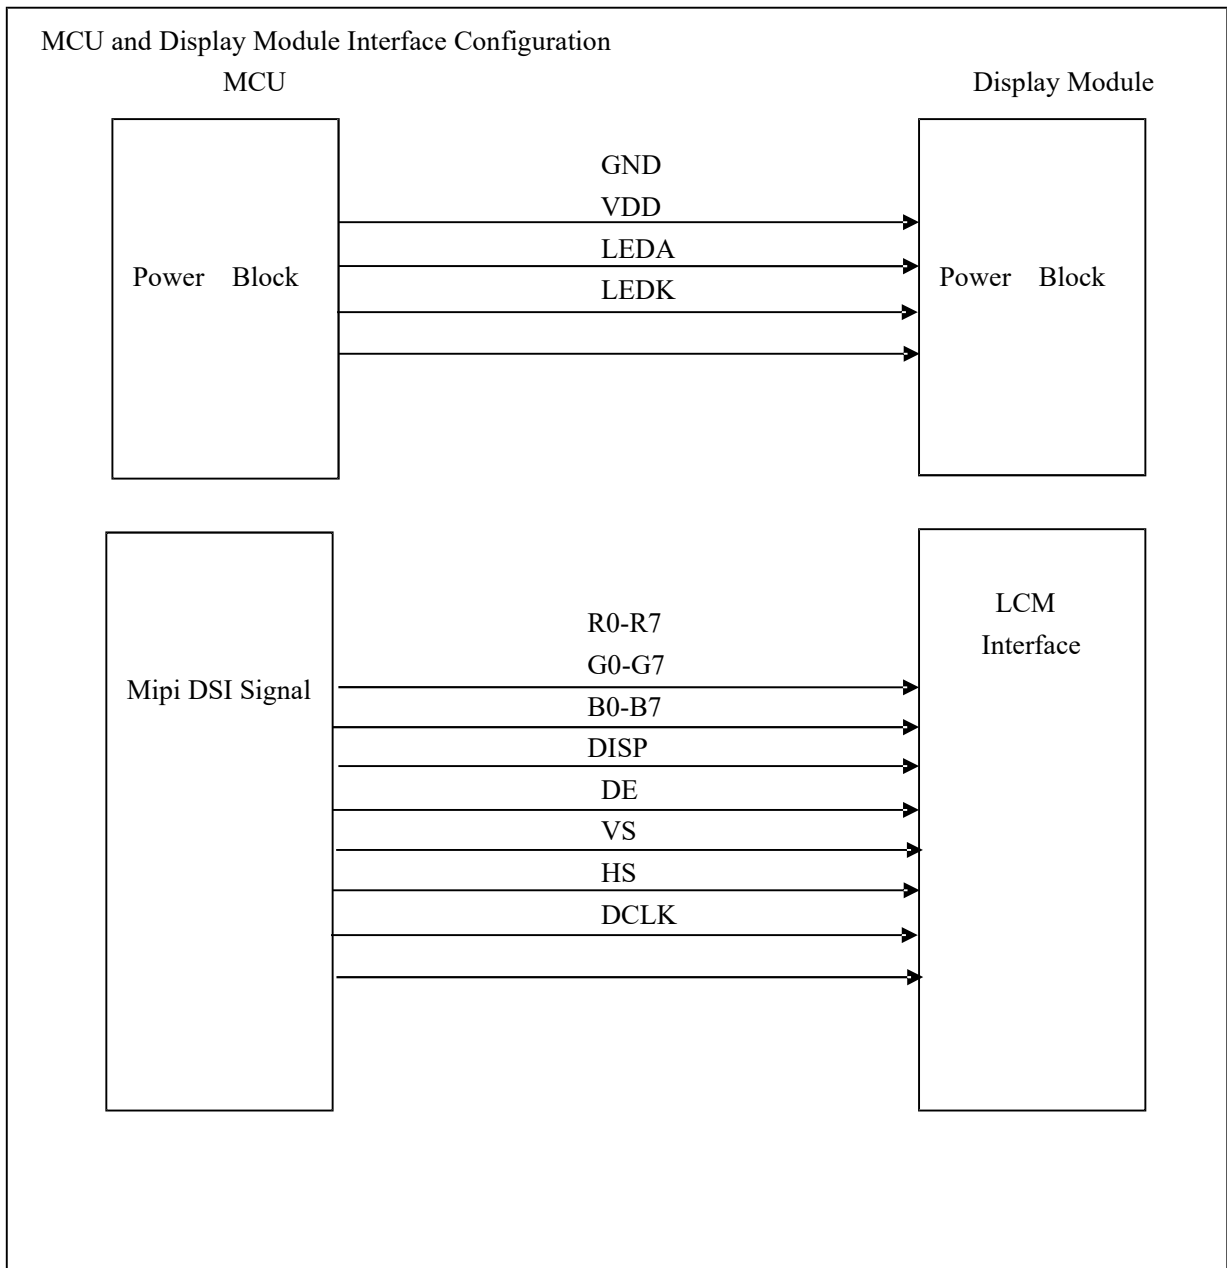 MCU and Display Module Interface Configuration
MCU
Display Module
GND
VDD
LEDA
LEDK
Power Block
Power Block
R0-R7
G0-G7
B0-B7
DISP
DE
VS
HS
DCLK
Mipi DSI Signal
LCM
Interface